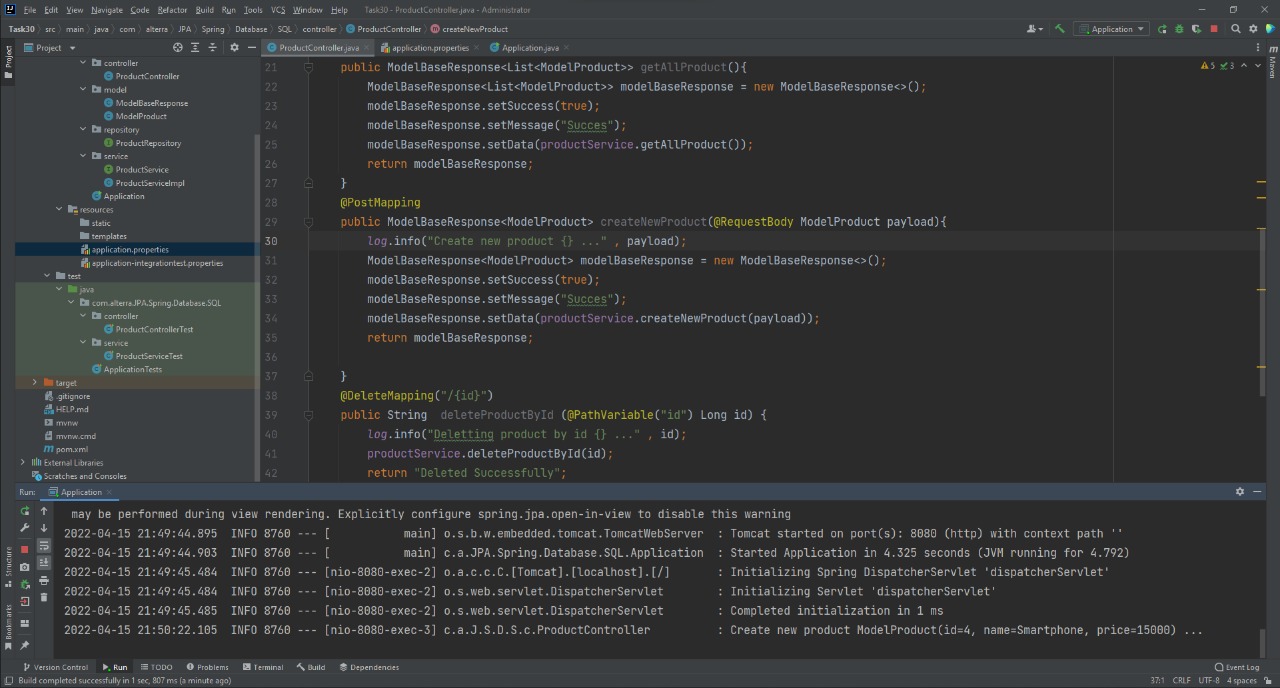 File Edit View Navigate Code Refactor Build Run Tools VCS Window Help Task30 - ProductController.java - Administrator
Task30 src main java com alterra JPA Spring Database SQL controller ProductController createNewProduct Application
Project ProductController.java application.properties Application.java
Project
Maven
controller
ProductController
model
ModelBaseResponse
ModelProduct
repository
ProductRepository
service
ProductService
ProductServiceImpl
Application
resources
static
templates
application.properties
application-integrationtest.properties
test
java
com.alterra.JPA.Spring.Database.SQL
controller
ProductControllerTest
service
ProductServiceTest
ApplicationTests
target
.gitignore
HELP.md
mvnw
mvnw.cmd
pom.xml
External Libraries
Scratches and Consoles
5 3
21 public ModelBaseResponse<List<ModelProduct>> getAllProduct(){
22 ModelBaseResponse<List<ModelProduct>> modelBaseResponse = new ModelBaseResponse<>();
23 modelBaseResponse.setSuccess(true);
24 modelBaseResponse.setMessage("Succes");
25 modelBaseResponse.setData(productService.getAllProduct());
26 return modelBaseResponse;
27 }
28 @PostMapping
29 public ModelBaseResponse<ModelProduct> createNewProduct(@RequestBody ModelProduct payload){
30 log.info("Create new product {} ..." , payload);
31 ModelBaseResponse<ModelProduct> modelBaseResponse = new ModelBaseResponse<>();
32 modelBaseResponse.setSuccess(true);
33 modelBaseResponse.setMessage("Succes");
34 modelBaseResponse.setData(productService.createNewProduct(payload));
35 return modelBaseResponse;
36
37 }
38 @DeleteMapping("/{id}")
39 public String deleteProductById (@PathVariable("id") Long id) {
40 log.info("Deletting product by id {} ..." , id);
41 productService.deleteProductById(id);
42 return "Deleted Successfully";
Run: Application
may be performed during view rendering. Explicitly configure spring.jpa.open-in-view to disable this warning
2022-04-15 21:49:44.895 INFO 8760 --- [ main] o.s.b.w.embedded.tomcat.TomcatWebServer : Tomcat started on port(s): 8080 (http) with context path ''
2022-04-15 21:49:44.903 INFO 8760 --- [ main] c.a.JPA.Spring.Database.SQL.Application : Started Application in 4.325 seconds (JVM running for 4.792)
2022-04-15 21:49:45.484 INFO 8760 --- [nio-8080-exec-2] o.a.c.c.C.[Tomcat].[localhost].[/] : Initializing Spring DispatcherServlet 'dispatcherServlet'
2022-04-15 21:49:45.484 INFO 8760 --- [nio-8080-exec-2] o.s.web.servlet.DispatcherServlet : Initializing Servlet 'dispatcherServlet'
2022-04-15 21:49:45.485 INFO 8760 --- [nio-8080-exec-2] o.s.web.servlet.DispatcherServlet : Completed initialization in 1 ms
2022-04-15 21:50:22.105 INFO 8760 --- [nio-8080-exec-3] c.a.J.S.D.S.c.ProductController : Create new product ModelProduct(id=4, name=Smartphone, price=15000) ...
Structure
Bookmarks
Version Control Run TODO Problems Terminal Build Dependencies Event Log
Build completed successfully in 1 sec, 807 ms (a minute ago) 37:1 CRLF UTF-8 4 spaces